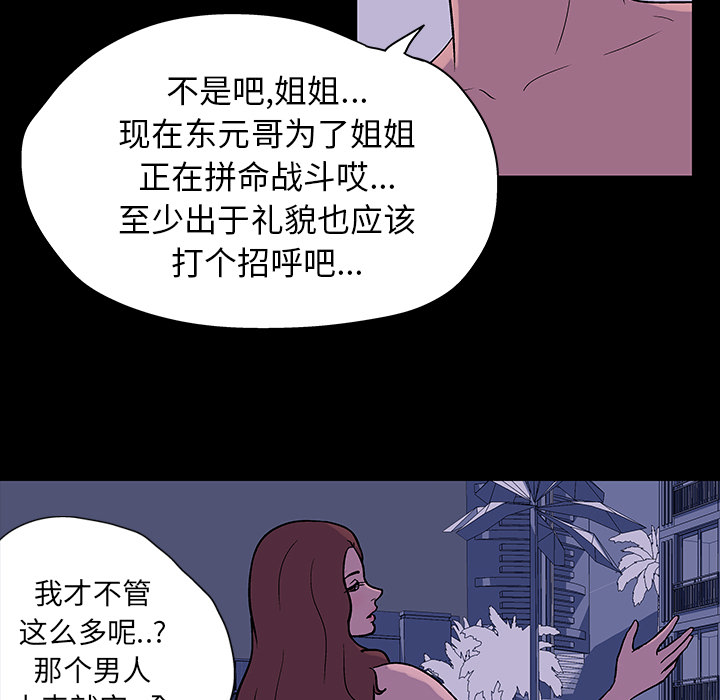 不是吧,姐姐...
现在东元哥为了姐姐
正在拼命战斗哎...
至少出于礼貌也应该
打个招呼吧...
我才不管
这么多呢..?
那个男人